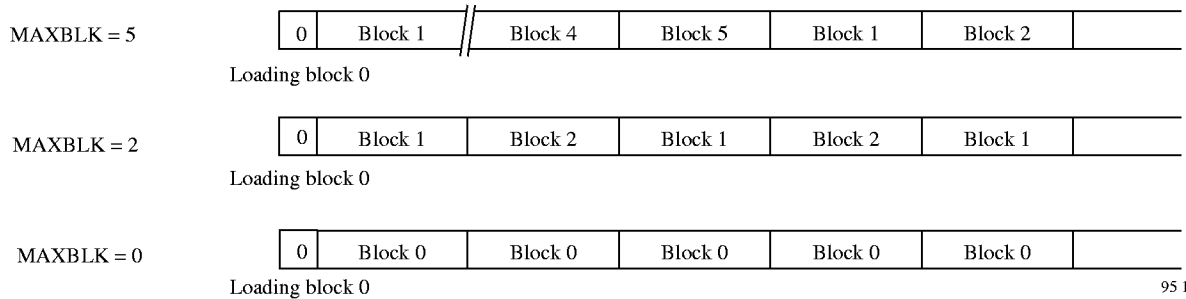 MAXBLK = 5 0 Block 1 Block 4 Block 5 Block 1 Block 2
Loading block 0
MAXBLK = 2 0 Block 1 Block 2 Block 1 Block 2 Block 1
Loading block 0
MAXBLK = 0 0 Block 0 Block 0 Block 0 Block 0 Block 0
Loading block 0
95 1